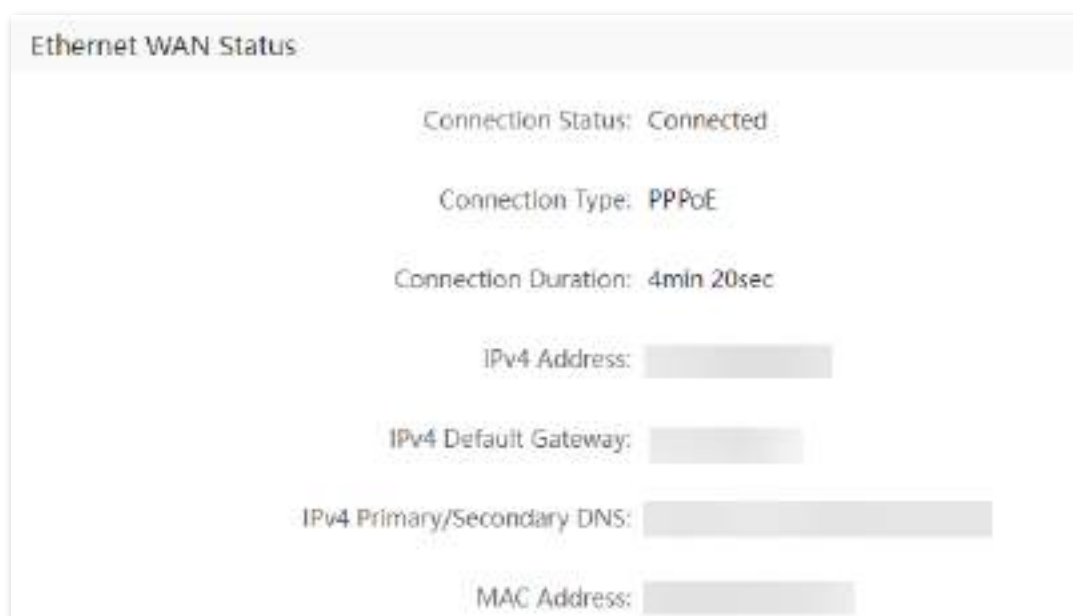 Ethernet WAN Status
Connection Status: Connected
Connection Type: PPPoE
Connection Duration: 4min 20sec
IPv4 Address:
IPv4 Default Gateway:
IPv4 Primary/Secondary DNS:
MAC Address: